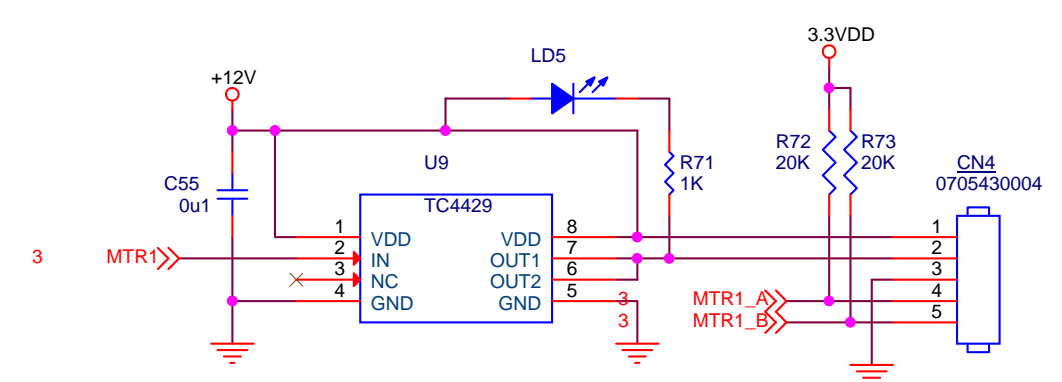 3.3VDD
LD5
+12V
R72
20K
R73
20K
CN4
0705430004
U9
R71
1K
C55
0u1
TC4429
1
VDD
2
IN
3
NC
4
GND
8
VDD
7
OUT1
6
OUT2
5
GND
3
MTR1
3
MTR1_A
3
MTR1_B
1
2
3
4
5